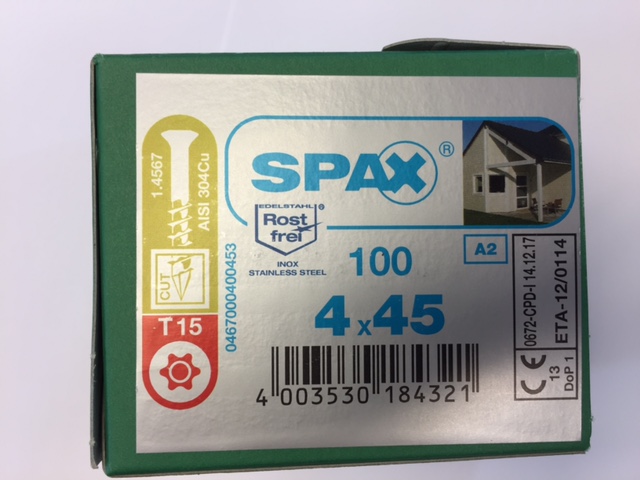 1.4567
AISI 304Cu
CUT
T15
0467000400453
SPAX®
EDELSTAHL®
Rost
frei
INOX
STAINLESS STEEL
100
A2
4x45
4 003530 184321
0672-CPD-I 14.12.17
ETA-12/0114
CE
13
DoP 1